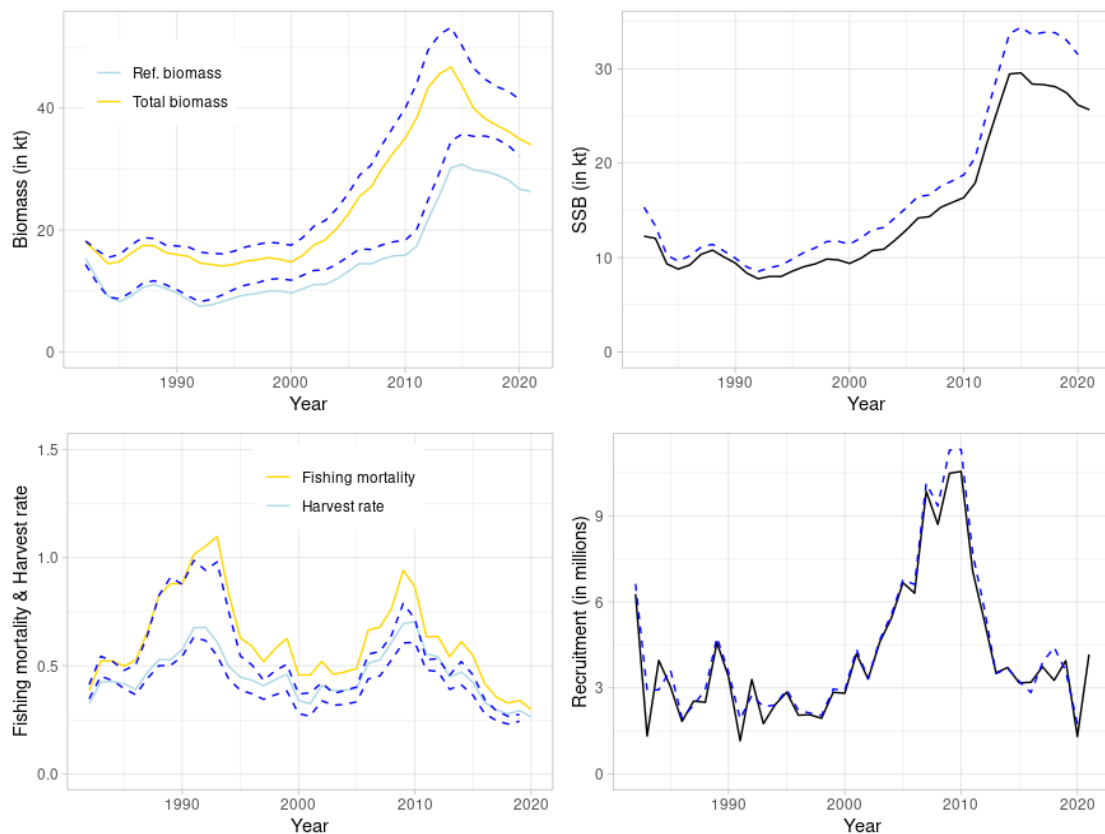 Biomass (in kt)
40
20
0
Ref. biomass
Total biomass
1990
2000
2010
2020
Year
SSB (in kt)
30
20
10
0
1990
2000
2010
2020
Year
Fishing mortality & Harvest rate
1.5
1.0
0.5
0.0
Fishing mortality
Harvest rate
1990
2000
2010
2020
Year
Recruitment (in millions)
9
6
3
0
1990
2000
2010
2020
Year